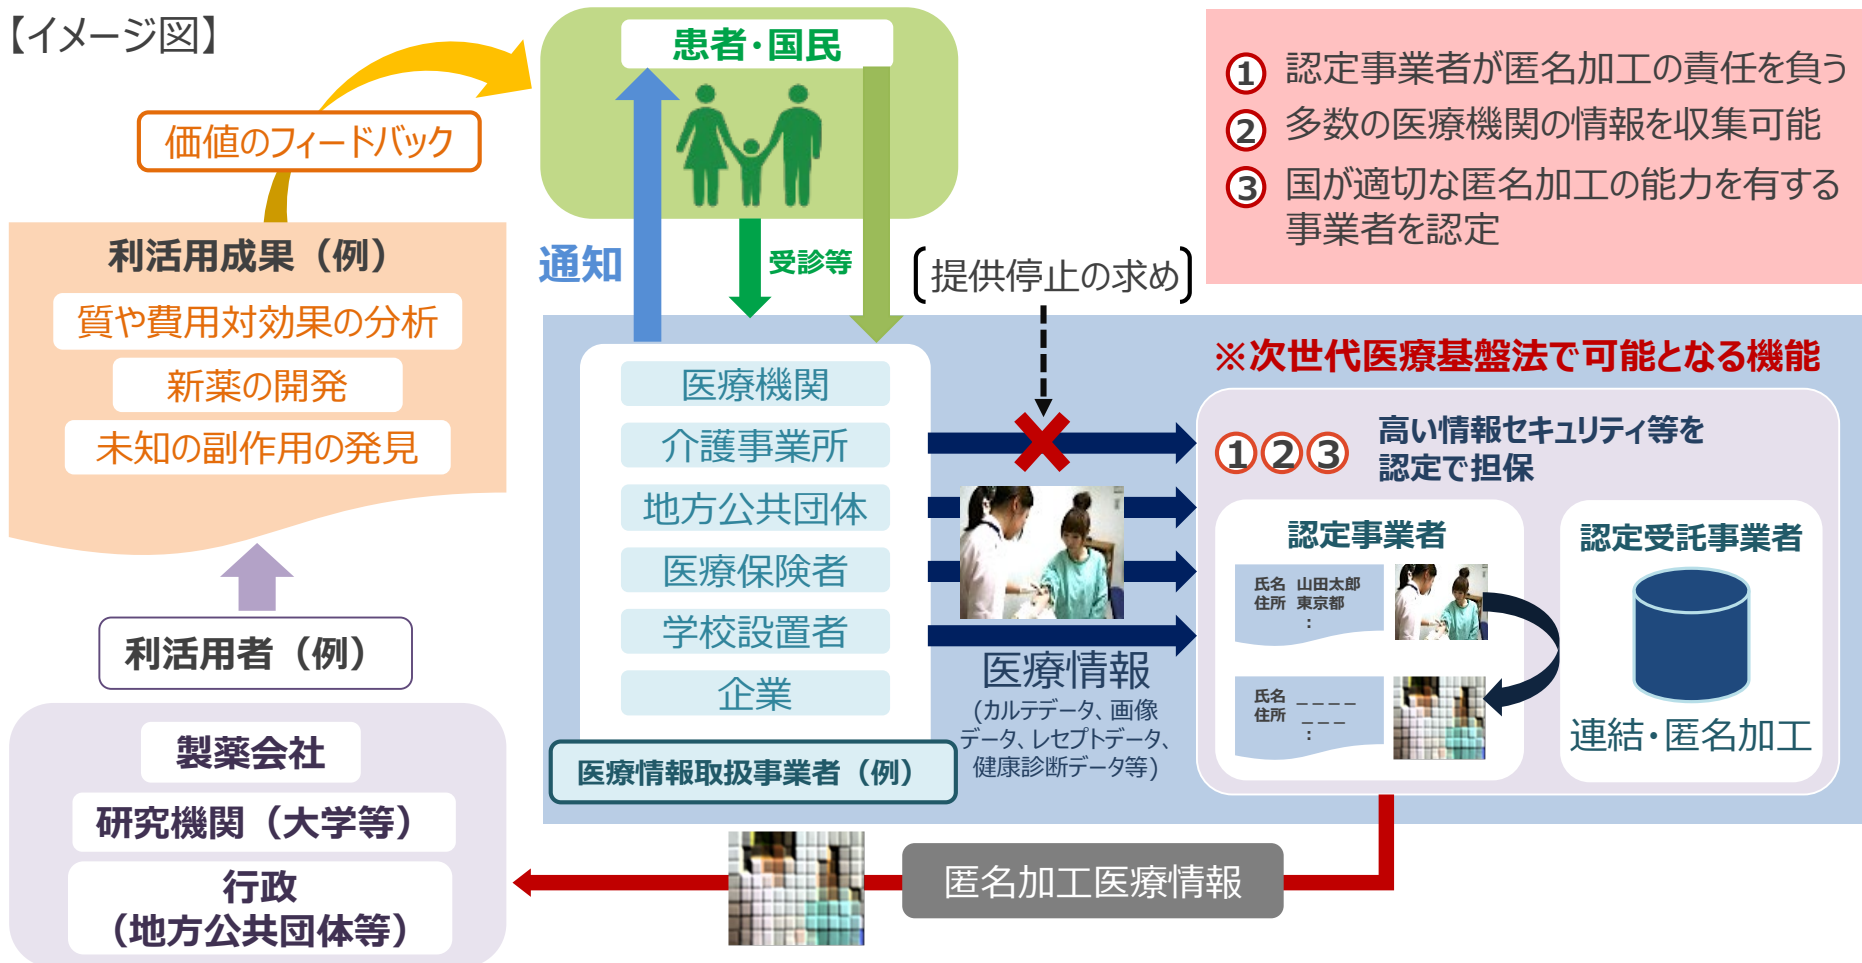 【イメージ図】
患者・国民
① 認定事業者が匿名加工の責任を負う
② 多数の医療機関の情報を収集可能
③ 国が適切な匿名加工の能力を有する
事業者を認定
価値のフィードバック
利活用成果（例）
質や費用対効果の分析
新薬の開発
未知の副作用の発見
通知
受診等
提供停止の求め
利活用者（例）
製薬会社
研究機関（大学等）
行政
（地方公共団体等）
医療機関
介護事業所
地方公共団体
医療保険者
学校設置者
企業
医療情報取扱事業者（例）
医療情報
(カルテデータ、画像
データ、レセプトデータ、
健康診断データ等)
※次世代医療基盤法で可能となる機能
①②③
高い情報セキュリティ等を
認定で担保
認定事業者
氏名 山田太郎
住所 東京都
:
氏名 ＿＿＿＿
住所 ＿＿＿
:
認定受託事業者
連結・匿名加工
匿名加工医療情報